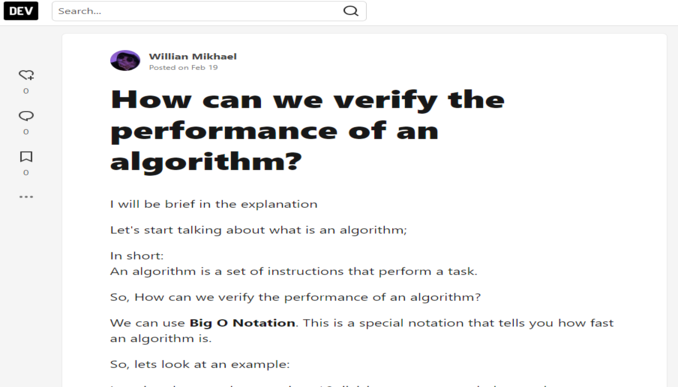 DEV
Search...
Willian Mikhael
Posted on Feb 19
How can we verify the
performance of an
algorithm?
0
0
0
I will be brief in the explanation
Let's start talking about what is an algorithm;
In short:
An algorithm is a set of instructions that perform a task.
So, How can we verify the performance of an algorithm?
We can use Big O Notation. This is a special notation that tells you how fast
an algorithm is.
So, lets look at an example: